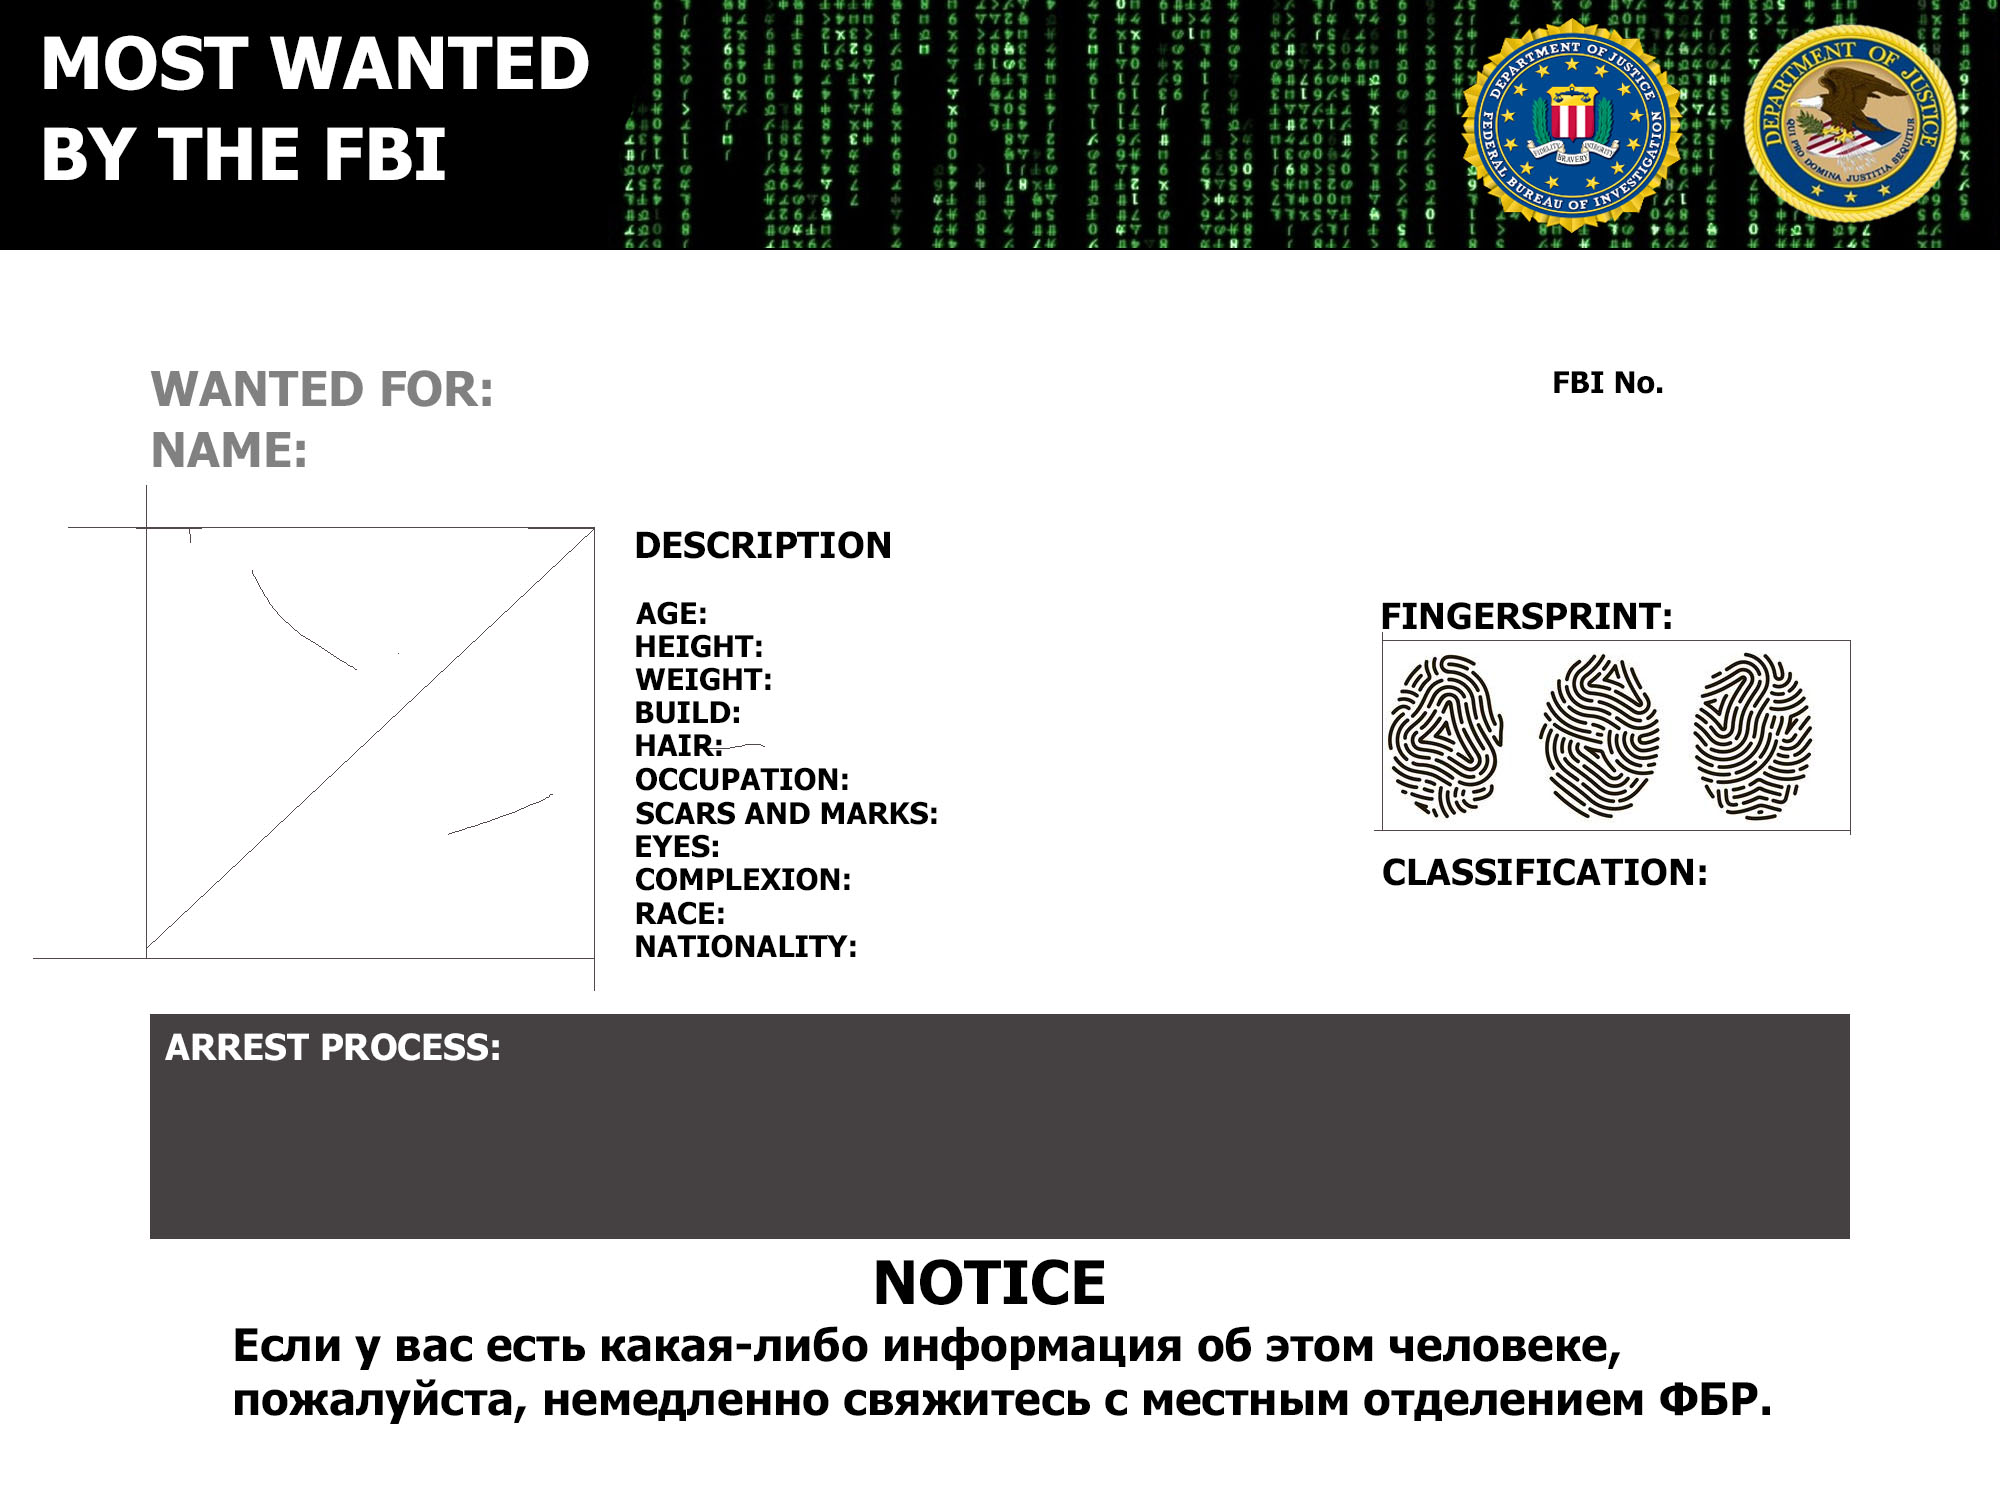 MOST WANTED
BY THE FBI
DEPARTMENT OF JUSTICE
FEDERAL BUREAU OF INVESTIGATION
FIDELITY BRAVERY INTEGRITY
DEPARTMENT OF JUSTICE
QUI PRO DOMINA JUSTITIA SEQUITUR
WANTED FOR:
FBI No.
NAME:
DESCRIPTION
AGE:
HEIGHT:
WEIGHT:
BUILD:
HAIR:
OCCUPATION:
SCARS AND MARKS:
EYES:
COMPLEXION:
RACE:
NATIONALITY:
FINGERSPRINT:
CLASSIFICATION:
ARREST PROCESS:
NOTICE
Если у вас есть какая-либо информация об этом человеке,
пожалуйста, немедленно свяжитесь с местным отделением ФБР.